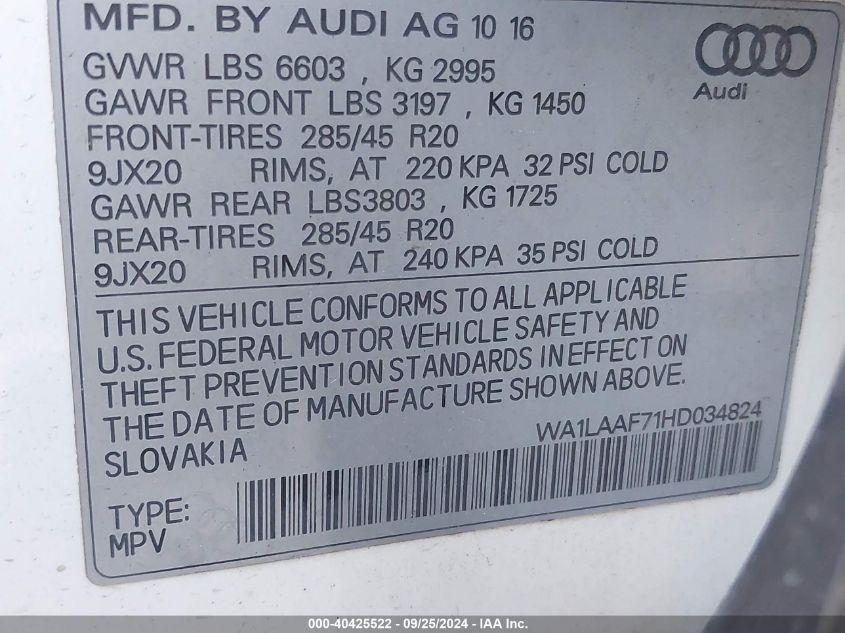 MFD. BY AUDI AG 10 16
GVWR LBS 6603 , KG 2995
GAWR FRONT LBS 3197 , KG 1450
FRONT-TIRES 285/45 R20
9JX20 RIMS, AT 220 KPA 32 PSI COLD
GAWR REAR LBS3803 , KG 1725
REAR-TIRES 285/45 R20
9JX20 RIMS, AT 240 KPA 35 PSI COLD
Audi
THIS VEHICLE CONFORMS TO ALL APPLICABLE
U.S. FEDERAL MOTOR VEHICLE SAFETY AND
THEFT PREVENTION STANDARDS IN EFFECT ON
THE DATE OF MANUFACTURE SHOWN ABOVE.
SLOVAKIA
WA1LAAF71HD034824
TYPE:
MPV
000-40425522 - 09/25/2024 - IAA Inc.